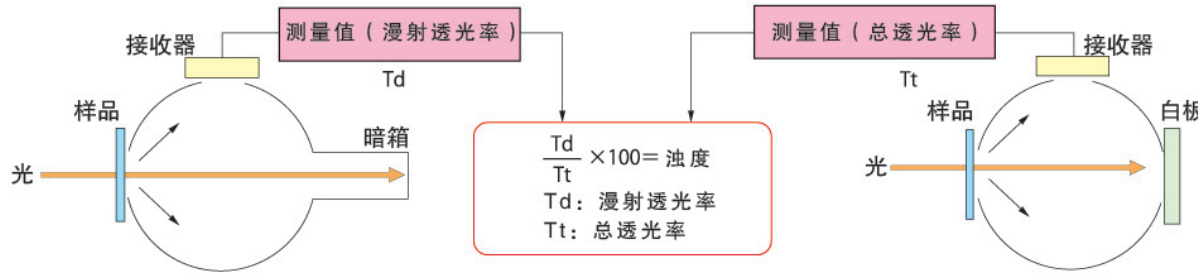 接收器
测量值（漫射透光率）
Td
样品
暗箱
光
测量值（总透光率）
Tt
接收器
样品
白板
光
Td
Tt
×100＝浊度
Td：漫射透光率
Tt：总透光率